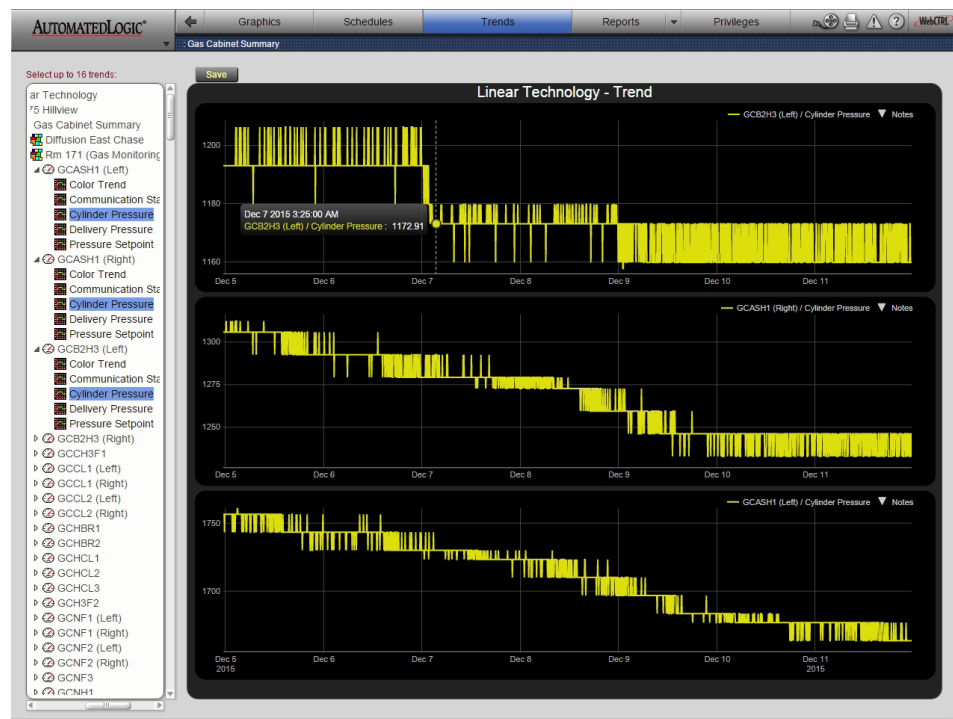 AUTOMATEDLOGIC®
Graphics
Schedules
Trends
Reports
Privileges
WebCTRL
: Gas Cabinet Summary
Select up to 16 trends:
Save
ar Technology
'5 Hillview
Gas Cabinet Summary
Diffusion East Chase
Rm 171 (Gas Monitoring
GCASH1 (Left)
Color Trend
Communication Sta
Cylinder Pressure
Delivery Pressure
Pressure Setpoint
GCASH1 (Right)
Color Trend
Communication Sta
Cylinder Pressure
Delivery Pressure
Pressure Setpoint
GCB2H3 (Left)
Color Trend
Communication Sta
Cylinder Pressure
Delivery Pressure
Pressure Setpoint
GCB2H3 (Right)
GCCH3F1
GCCL1 (Left)
GCCL1 (Right)
GCCL2 (Left)
GCCL2 (Right)
GCHBR1
GCHBR2
GCHCL1
GCHCL2
GCHCL3
GCH3F2
GCNF1 (Left)
GCNF1 (Right)
GCNF2 (Left)
GCNF2 (Right)
GCNF3
GCNH1
Linear Technology - Trend
GCB2H3 (Left) / Cylinder Pressure ▼ Notes
1200
1180
1160
Dec 7 2015 3:25:00 AM
GCB2H3 (Left) / Cylinder Pressure : 1172.91
Dec 5 Dec 6 Dec 7 Dec 8 Dec 9 Dec 10 Dec 11
GCASH1 (Right) / Cylinder Pressure ▼ Notes
1300
1275
1250
Dec 5 Dec 6 Dec 7 Dec 8 Dec 9 Dec 10 Dec 11
GCASH1 (Left) / Cylinder Pressure ▼ Notes
1750
1700
Dec 5 Dec 6 Dec 7 Dec 8 Dec 9 Dec 10 Dec 11
2015 2015